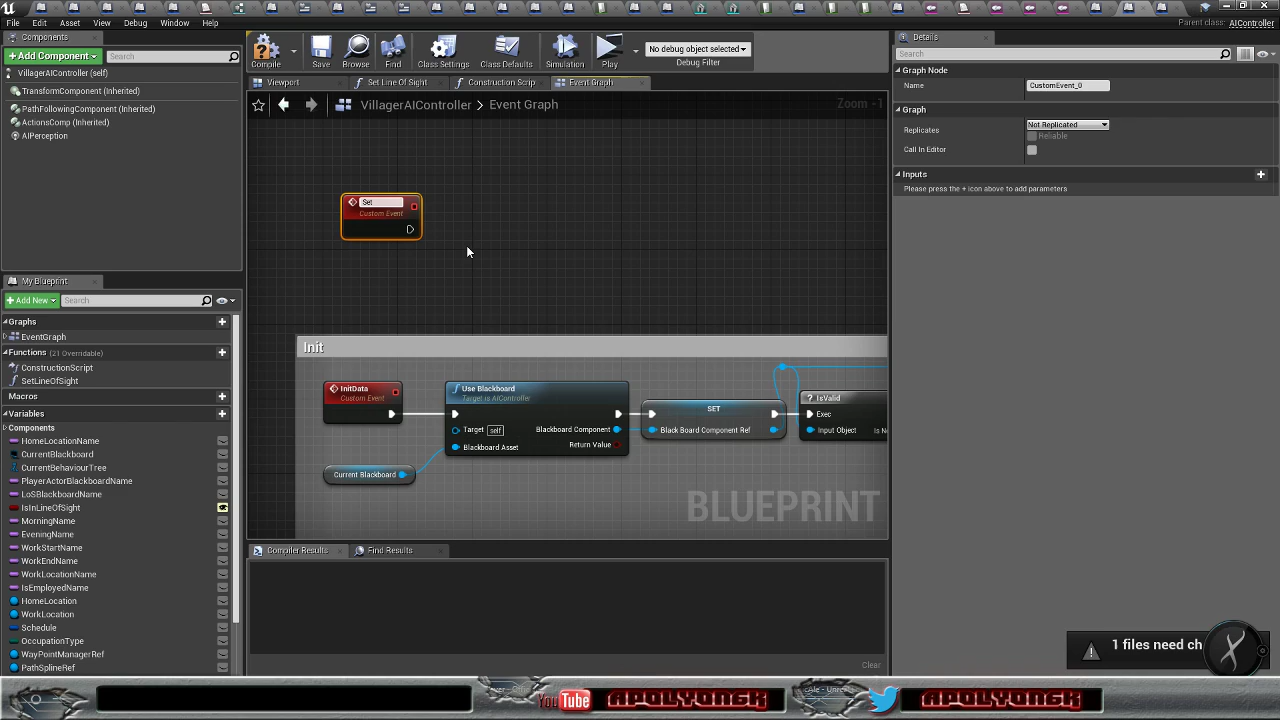 Parent class: AIController
File
Edit
Asset
View
Debug
Window
Help
Components
Add Component
Search
VillagerAIController (self)
TransformComponent (Inherited)
PathFollowingComponent (Inherited)
ActionsComp (Inherited)
AIPerception
My Blueprint
Add New
Search
Graphs
EventGraph
Functions (21 Overridable)
ConstructionScript
SetLineOfSight
Macros
Variables
Components
HomeLocationName
CurrentBlackboard
CurrentBehaviourTree
PlayerActorBlackboardName
LoSBlackboardName
IsInLineOfSight
MorningName
EveningName
WorkStartName
WorkEndName
WorkLocationName
IsEmployedName
HomeLocation
WorkLocation
Schedule
OccupationType
WayPointManagerRef
PathSplineRef
Compile
Save
Browse
Find
Class Settings
Class Defaults
Simulation
Play
No debug object selected
Debug Filter
Viewport
Set Line Of Sight
Construction Scrip
Event Graph
VillagerAIController > Event Graph
Zoom -1
Set
Custom Event
Init
InitData
Custom Event
Use Blackboard
Target is AIController
Target self
Blackboard Asset
Blackboard Component
Return Value
Current Blackboard
SET
Black Board Component Ref
IsValid
Exec
Input Object
Is N
BLUEPRINT
Compiler Results
Find Results
Clear
Details
Search
Graph Node
Name
CustomEvent_0
Graph
Replicates
Not Replicated
Reliable
Call In Editor
Inputs
Please press the + icon above to add parameters
1 files need ch
You Tube
APOLYON6K
APOLYON6K